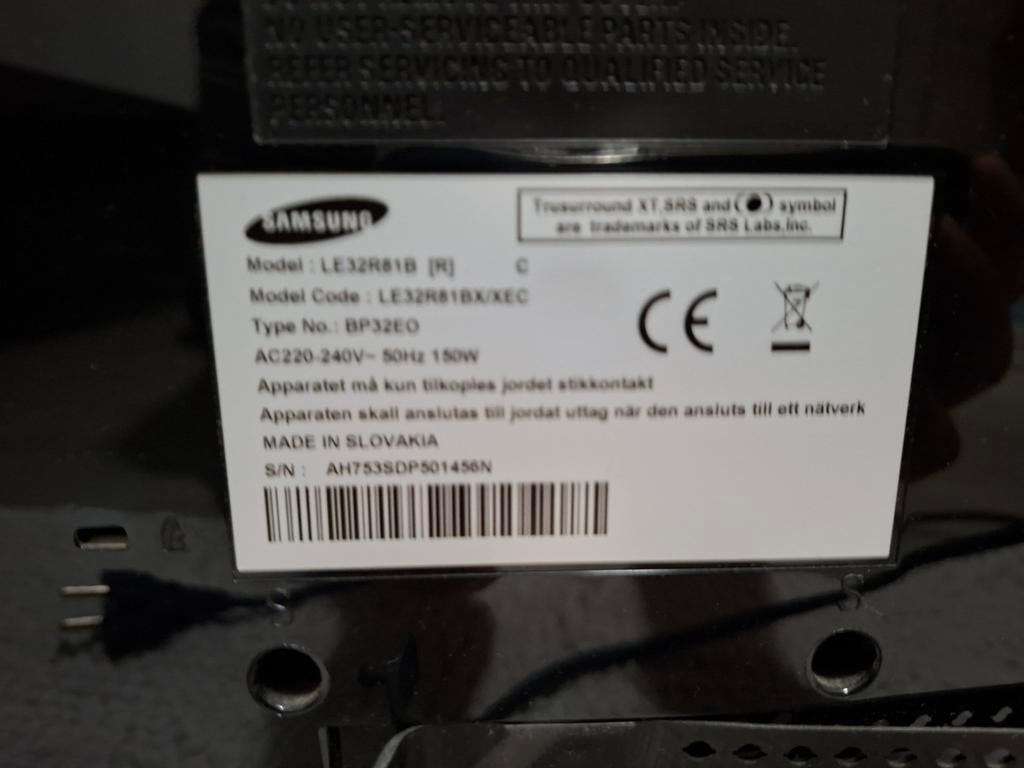 NO USER-SERVICEABLE PARTS INSIDE.
REFER SERVICING TO QUALIFIED SERVICE
PERSONNEL.
SAMSUNG
Trusurround XT,SRS and symbol
are trademarks of SRS Labs,Inc.
Model : LE32R81B [R] C
Model Code : LE32R81BX/XEC
Type No.: BP32EO
AC220-240V~ 50Hz 150W
CE
Apparatet må kun tilkoples jordet stikkontakt
Apparaten skall anslutas till jordat uttag när den ansluts till ett nätverk
MADE IN SLOVAKIA
S/N : AH753SDP501456N
S S